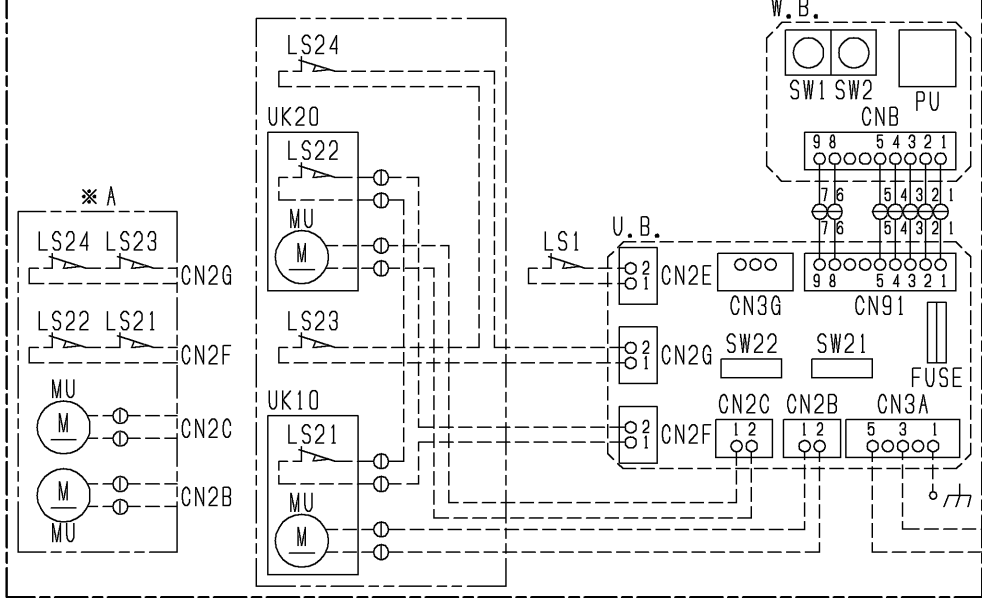 W.B.
LS24
SW1 SW2
PU
UK20
CNB
LS22
9 8 5 4 3 2 1
※ A
7 6 5 4 3 2 1
MU
V.B.
7 6 5 4 3 2 1
LS24 LS23
M
LS1
2
1
CN2E
CN2G
CN3G
9 8 5 4 3 2 1
CN91
LS22 LS21
LS23
2
1
CN2G
SW22
SW21
CN2F
FUSE
MU
UK10
CN2C CN2B CN3A
M
CN2C
LS21
2
1
CN2F
1 2
1 2
5 3 1
M
CN2B
MU
MU
M